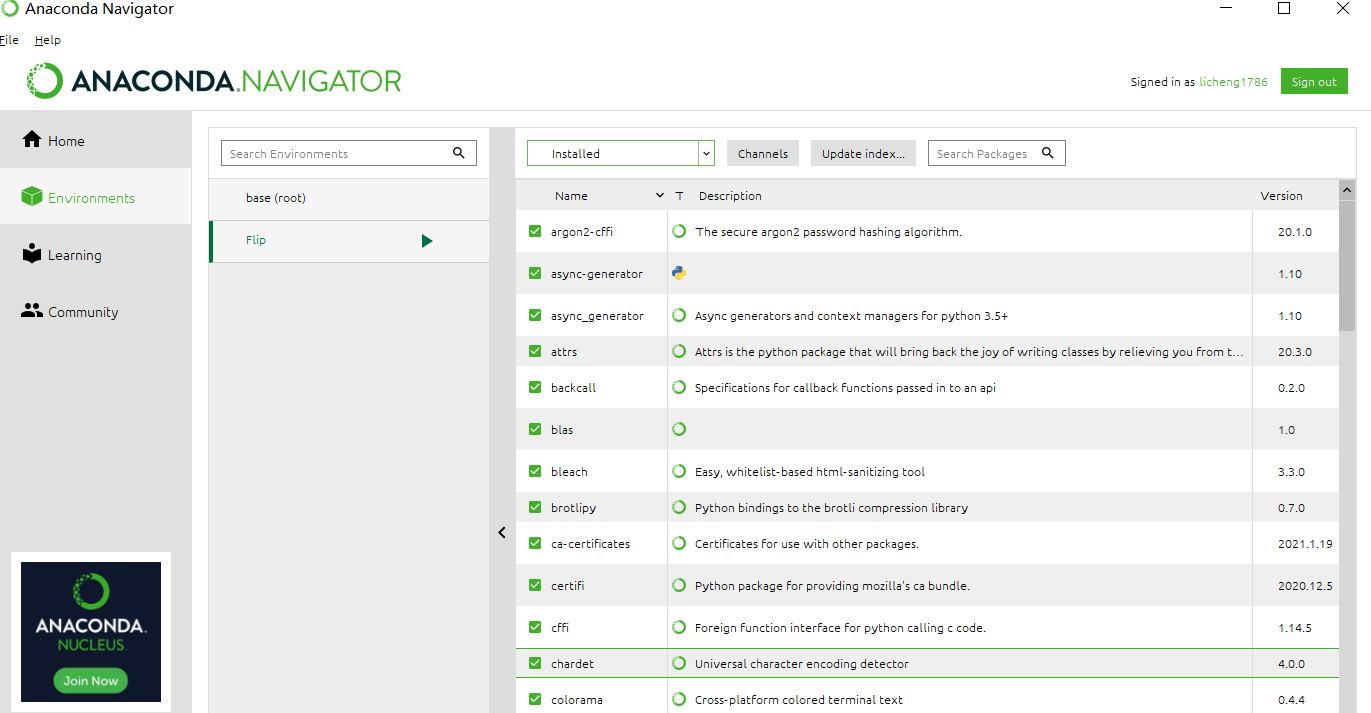 Anaconda Navigator
File Help
ANACONDA.NAVIGATOR
Signed in as licheng1786 Sign out
Home
Environments
Learning
Community
ANACONDA.
NUCLEUS
Join Now
Search Environments
base (root)
Flip
Installed Channels Update index... Search Packages
Name T Description Version
argon2-cffi The secure argon2 password hashing algorithm. 20.1.0
async-generator 1.10
async_generator Async generators and context managers for python 3.5+ 1.10
attrs Attrs is the python package that will bring back the joy of writing classes by relieving you from t... 20.3.0
backcall Specifications for callback functions passed in to an api 0.2.0
blas 1.0
bleach Easy, whitelist-based html-sanitizing tool 3.3.0
brotlipy Python bindings to the brotli compression library 0.7.0
ca-certificates Certificates for use with other packages. 2021.1.19
certifi Python package for providing mozilla's ca bundle. 2020.12.5
cffi Foreign function interface for python calling c code. 1.14.5
chardet Universal character encoding detector 4.0.0
colorama Cross-platform colored terminal text 0.4.4